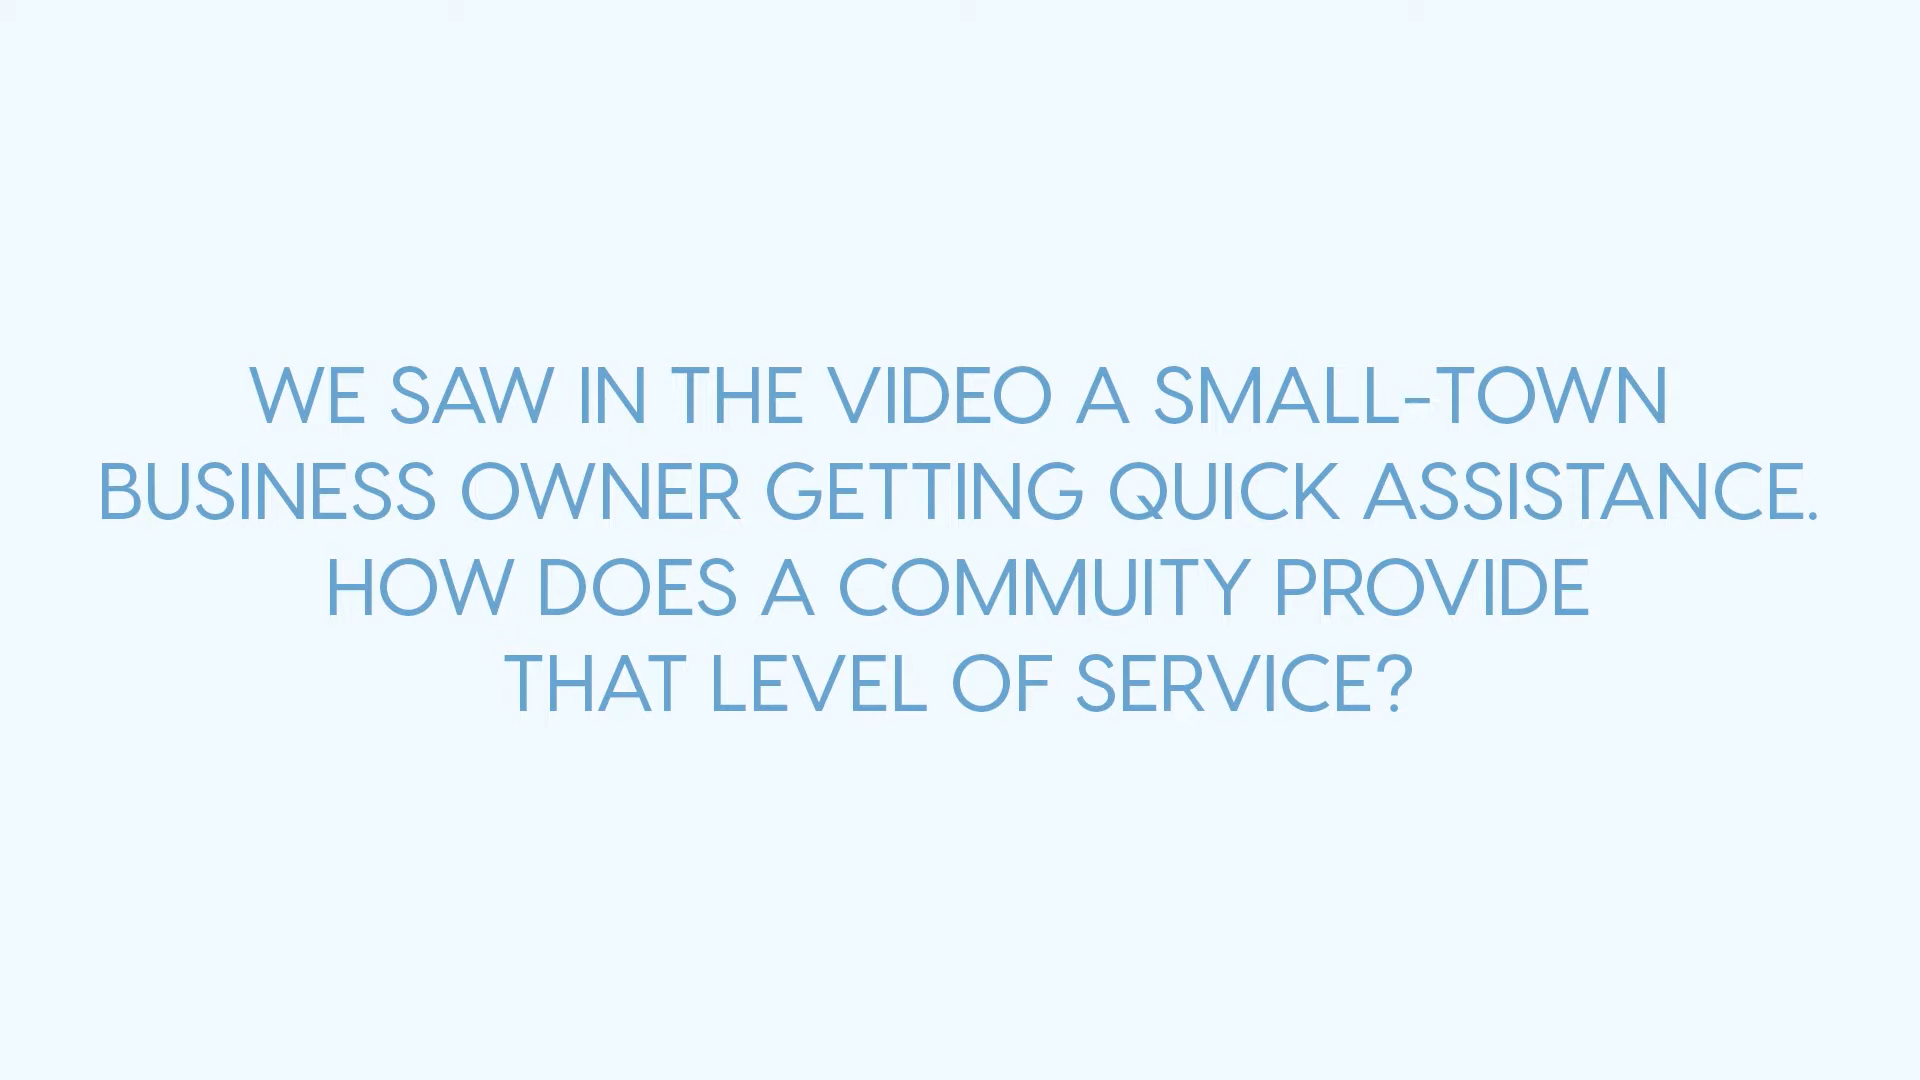 WE SAW IN THE VIDEO A SMALL-TOWN
BUSINESS OWNER GETTING QUICK ASSISTANCE.
HOW DOES A COMMUITY PROVIDE
THAT LEVEL OF SERVICE?